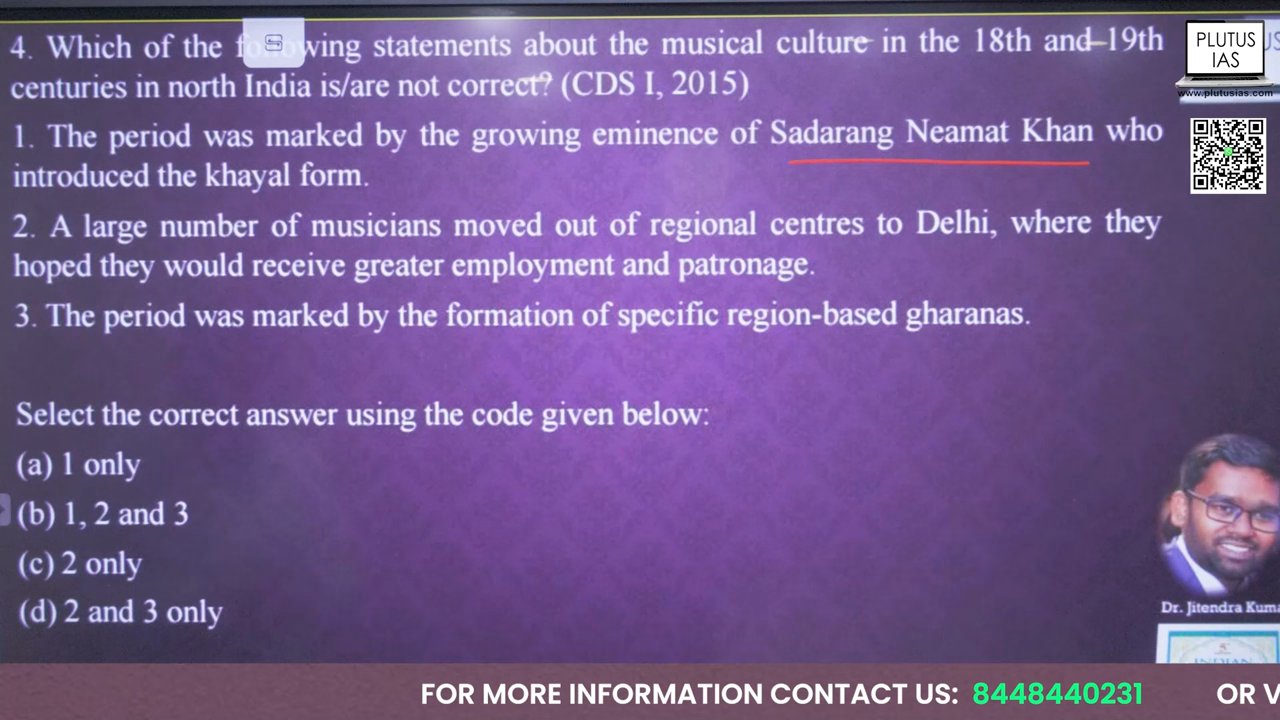 4. Which of the wing statements about the musical culture in the 18th and 19th
centuries in north India is/are not correct? (CDS I, 2015)
1. The period was marked by the growing eminence of Sadarang Neamat Khan who
introduced the khayal form.
2. A large number of musicians moved out of regional centres to Delhi, where they
hoped they would receive greater employment and patronage.
3. The period was marked by the formation of specific region-based gharanas.
Select the correct answer using the code given below:
(a) 1 only
(b) 1, 2 and 3
(c) 2 only
(d) 2 and 3 only
PLUTUS
IAS
www.plutusias.com
Dr. Jitendra Kuma
INDIAN
FOR MORE INFORMATION CONTACT US: 8448440231 OR V